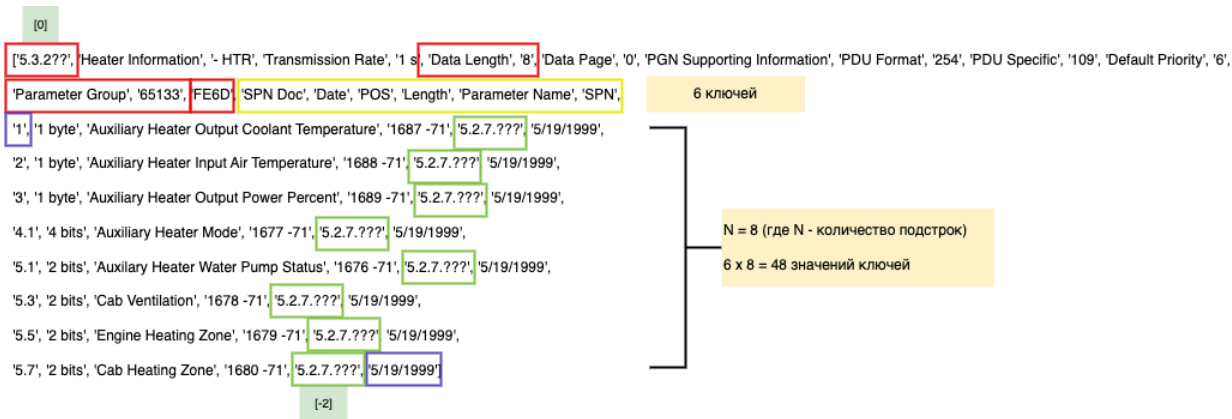 [0]
['5.3.2??', 'Heater Information', '- HTR', 'Transmission Rate', '1 s', 'Data Length', '8', 'Data Page', '0', 'PGN Supporting Information', 'PDU Format', '254', 'PDU Specific', '109', 'Default Priority', '6',
'Parameter Group', '65133', 'FE6D', 'SPN Doc', 'Date', 'POS', 'Length', 'Parameter Name', 'SPN', 6 ключей
'1', '1 byte', 'Auxiliary Heater Output Coolant Temperature', '1687 -71', '5.2.7.???', '5/19/1999',
'2', '1 byte', 'Auxiliary Heater Input Air Temperature', '1688 -71', '5.2.7.???', '5/19/1999',
'3', '1 byte', 'Auxiliary Heater Output Power Percent', '1689 -71', '5.2.7.???', '5/19/1999',
'4.1', '4 bits', 'Auxiliary Heater Mode', '1677 -71', '5.2.7.???', '5/19/1999',
N = 8 (где N - количество подстрок)
'5.1', '2 bits', 'Auxilary Heater Water Pump Status', '1676 -71', '5.2.7.???', '5/19/1999',
6 x 8 = 48 значений ключей
'5.3', '2 bits', 'Cab Ventilation', '1678 -71', '5.2.7.???', '5/19/1999',
'5.5', '2 bits', 'Engine Heating Zone', '1679 -71', '5.2.7.???', '5/19/1999',
'5.7', '2 bits', 'Cab Heating Zone', '1680 -71', '5.2.7.???', '5/19/1999']
[-2]